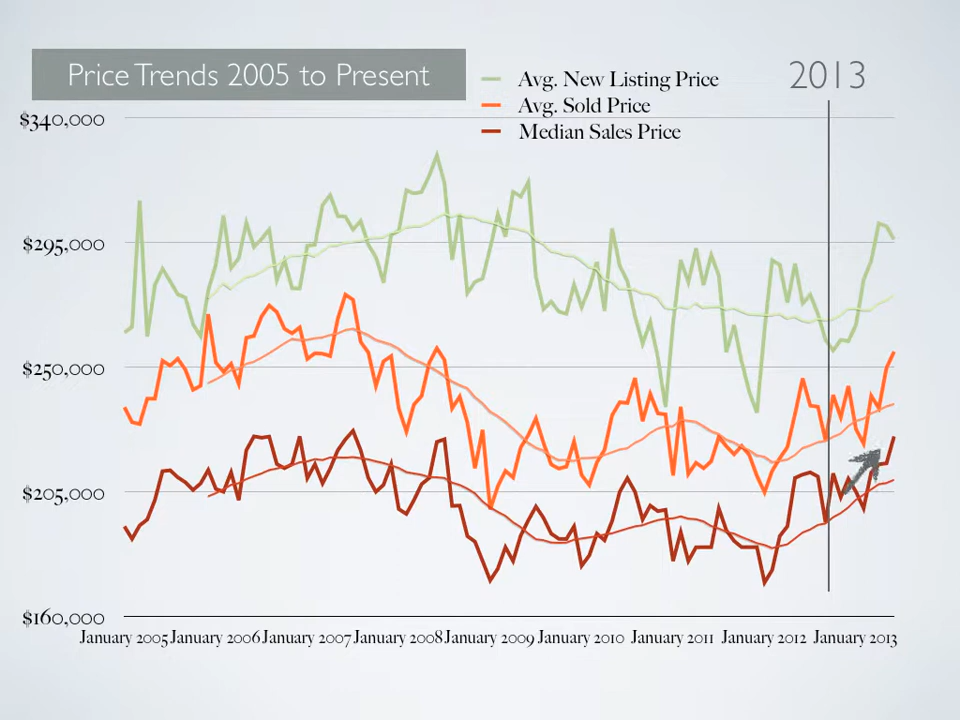 Price Trends 2005 to Present
Avg. New Listing Price
Avg. Sold Price
Median Sales Price
2013
$340,000
$295,000
$250,000
$205,000
$160,000
January 2005 January 2006 January 2007 January 2008 January 2009 January 2010 January 2011 January 2012 January 2013